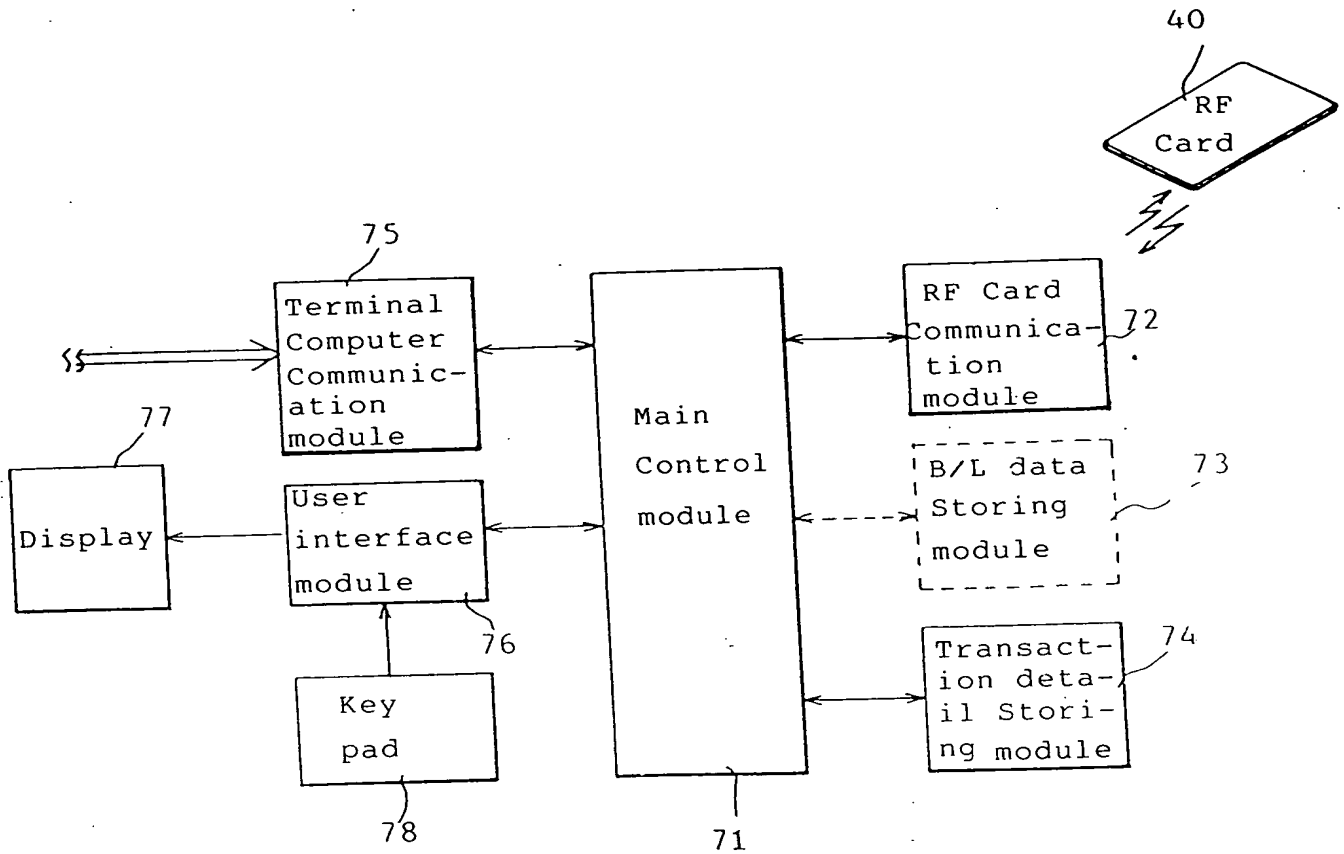 40
RF
Card
75
Terminal
Computer
Communic-
ation
module
RF Card
Communica-
tion
module
72
77
Display
User
interface
module
76
Main
Control
module
71
B/L data
Storing
module
73
Key
pad
78
Transact-
ion deta-
il Stori-
ng module
74